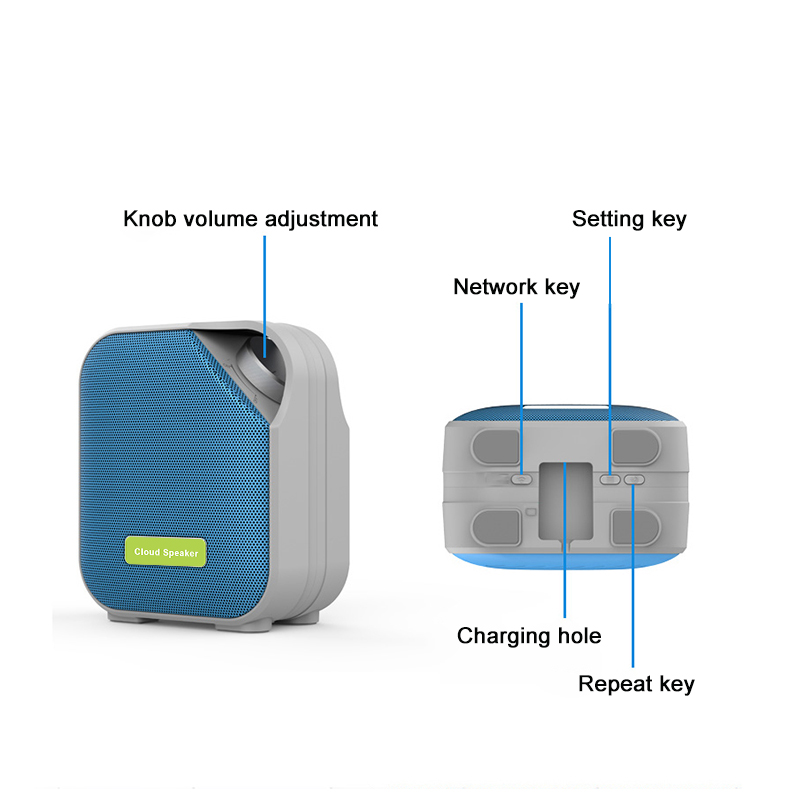 Knob volume adjustment
Setting key
Network key
Cloud Speaker
Charging hole
Repeat key